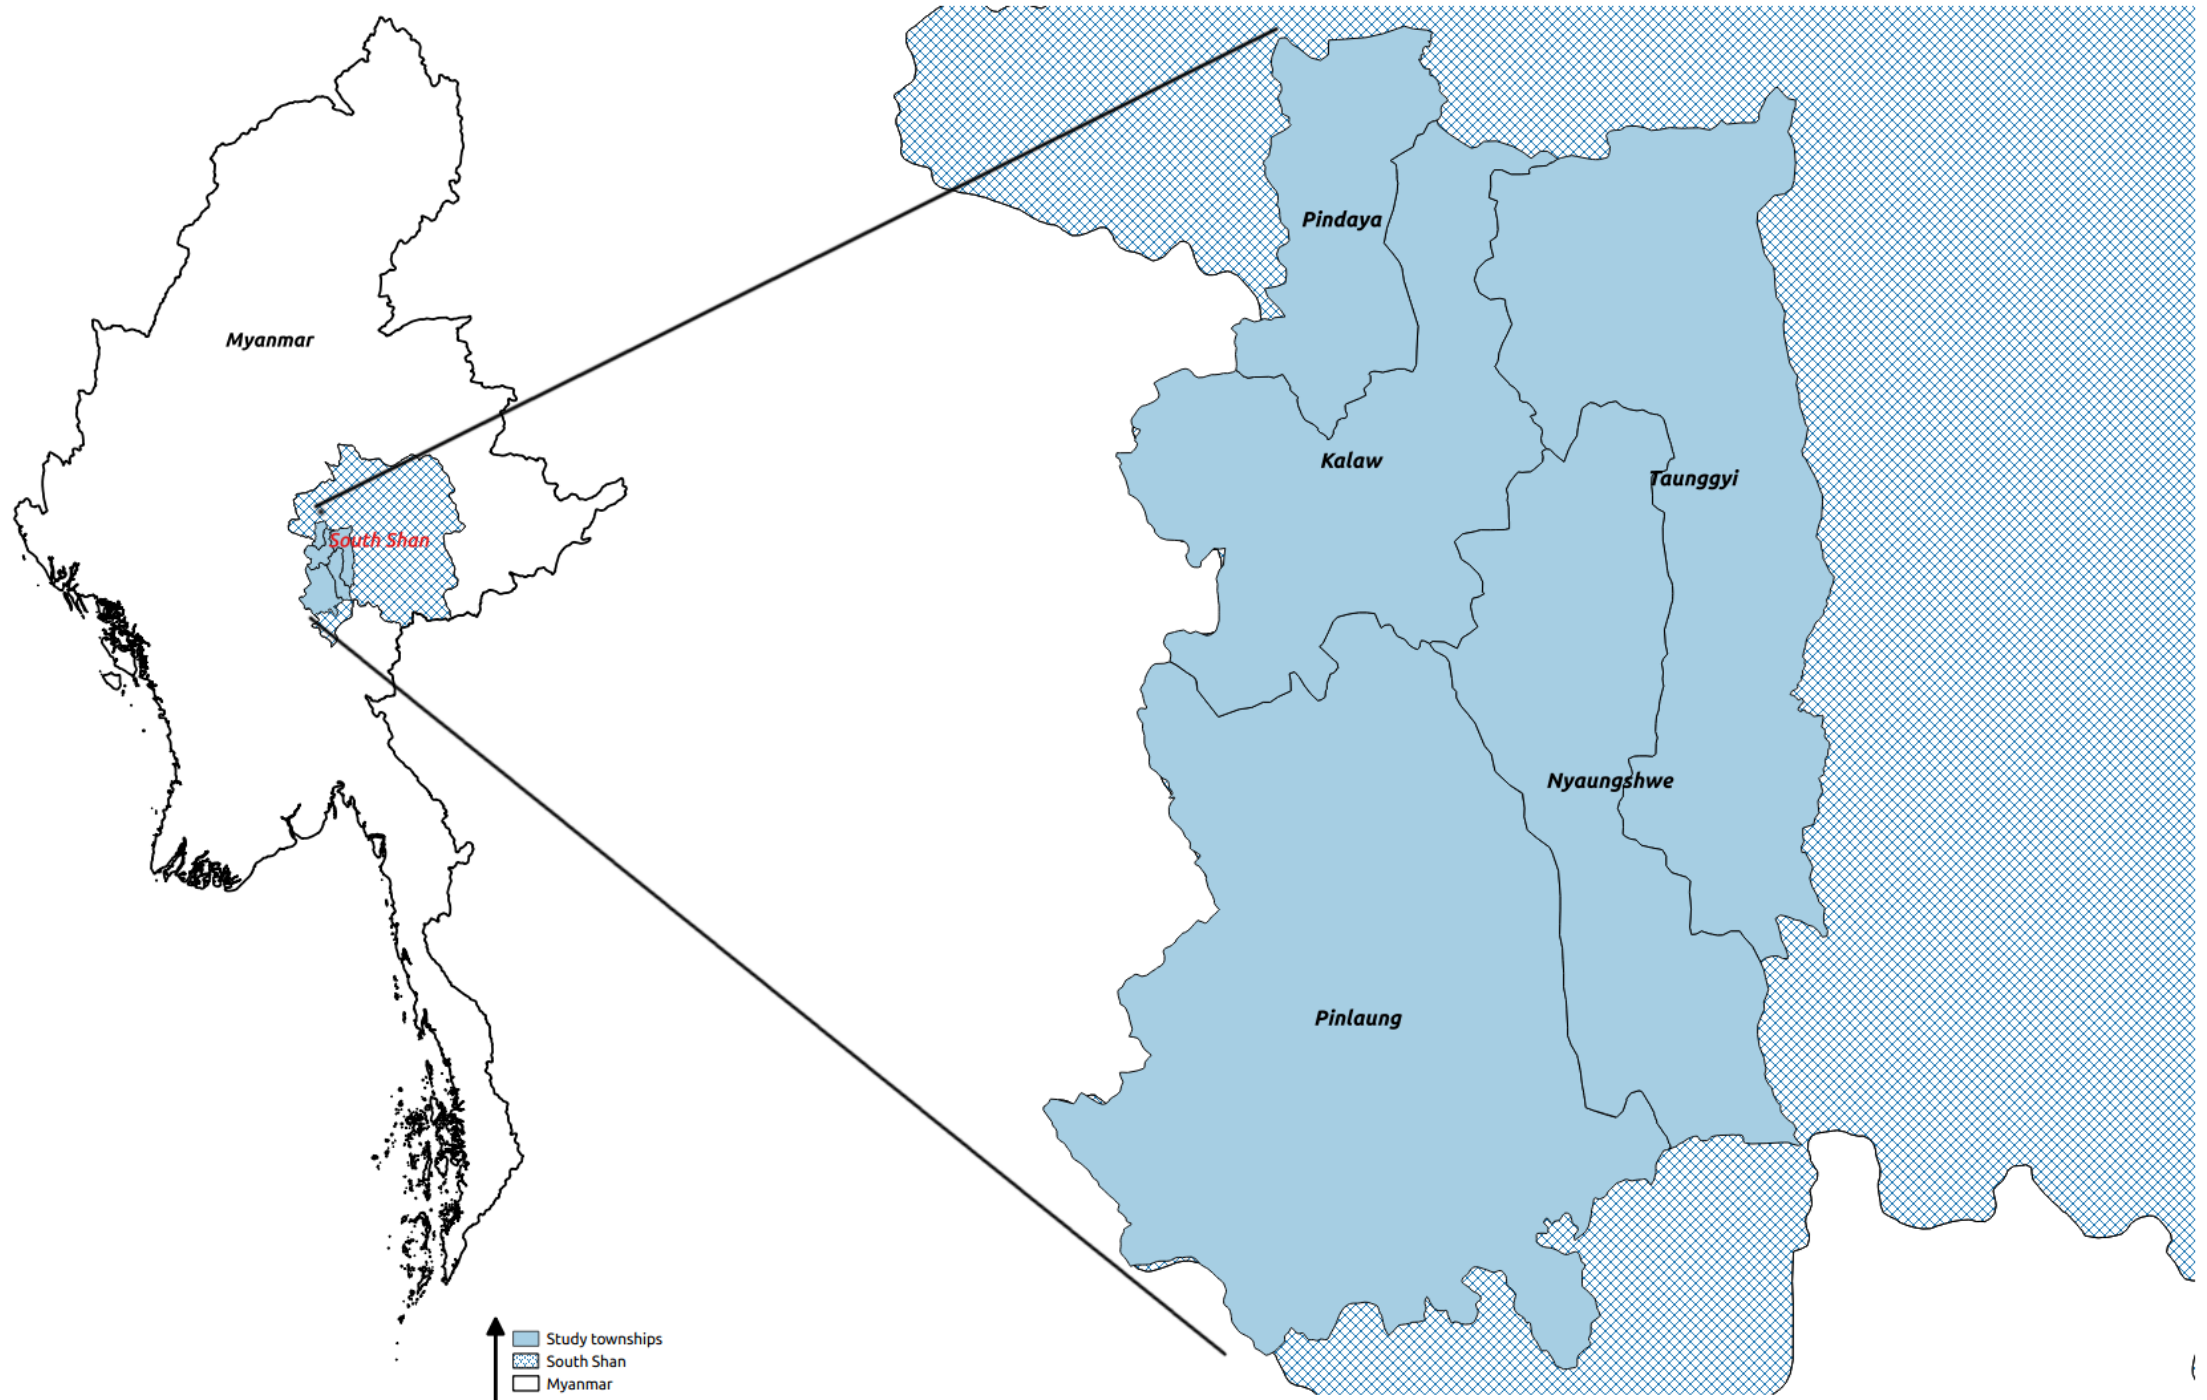 Myanmar
South Shan
Pindaya
Kalaw
Taunggyi
Nyaungshwe
Pinlaung
Study townships
South Shan
Myanmar